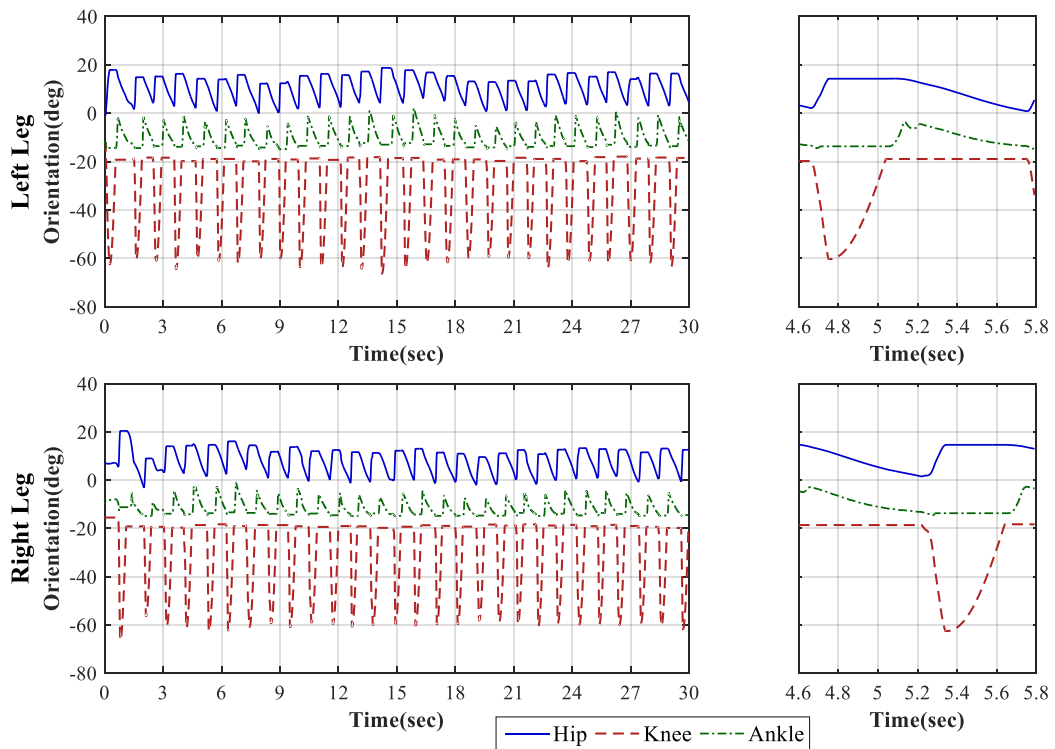 40
20
0
-20
-40
-60
-80
Left Leg
Orientation(deg)
0 3 6 9 12 15 18 21 24 27 30
Time(sec)
4.6 4.8 5 5.2 5.4 5.6 5.8
Time(sec)
40
20
0
-20
-40
-60
-80
Right Leg
Orientation(deg)
0 3 6 9 12 15 18 21 24 27 30
Time(sec)
4.6 4.8 5 5.2 5.4 5.6 5.8
Time(sec)
Hip Knee Ankle